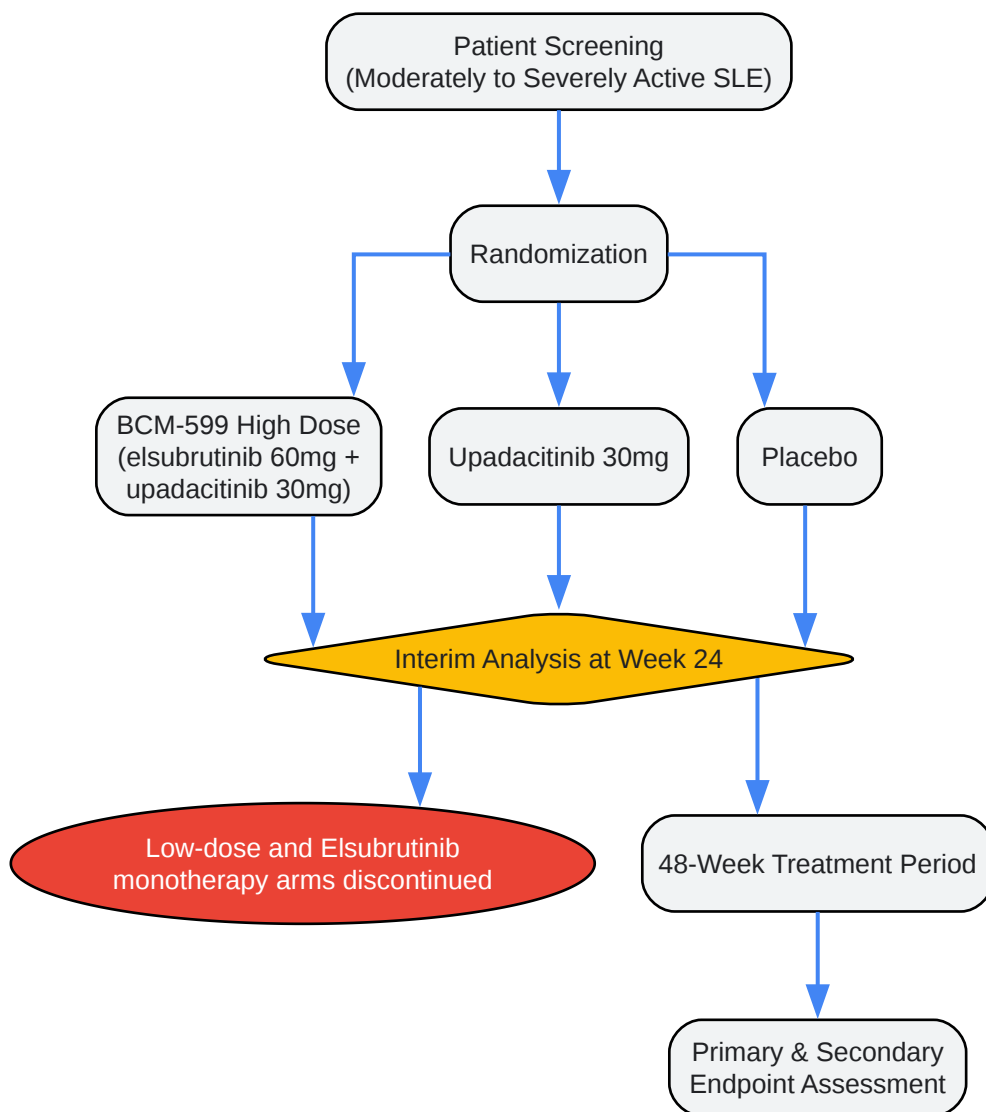 Patient Screening
(Moderately to Severely Active SLE)
Randomization
BCM-599 High Dose
(elsubrutinib 60mg +
upadacitinib 30mg)
Upadacitinib 30mg
Placebo
Interim Analysis at Week 24
Low-dose and Elsubrutinib
monotherapy arms discontinued
48-Week Treatment Period
Primary & Secondary
Endpoint Assessment